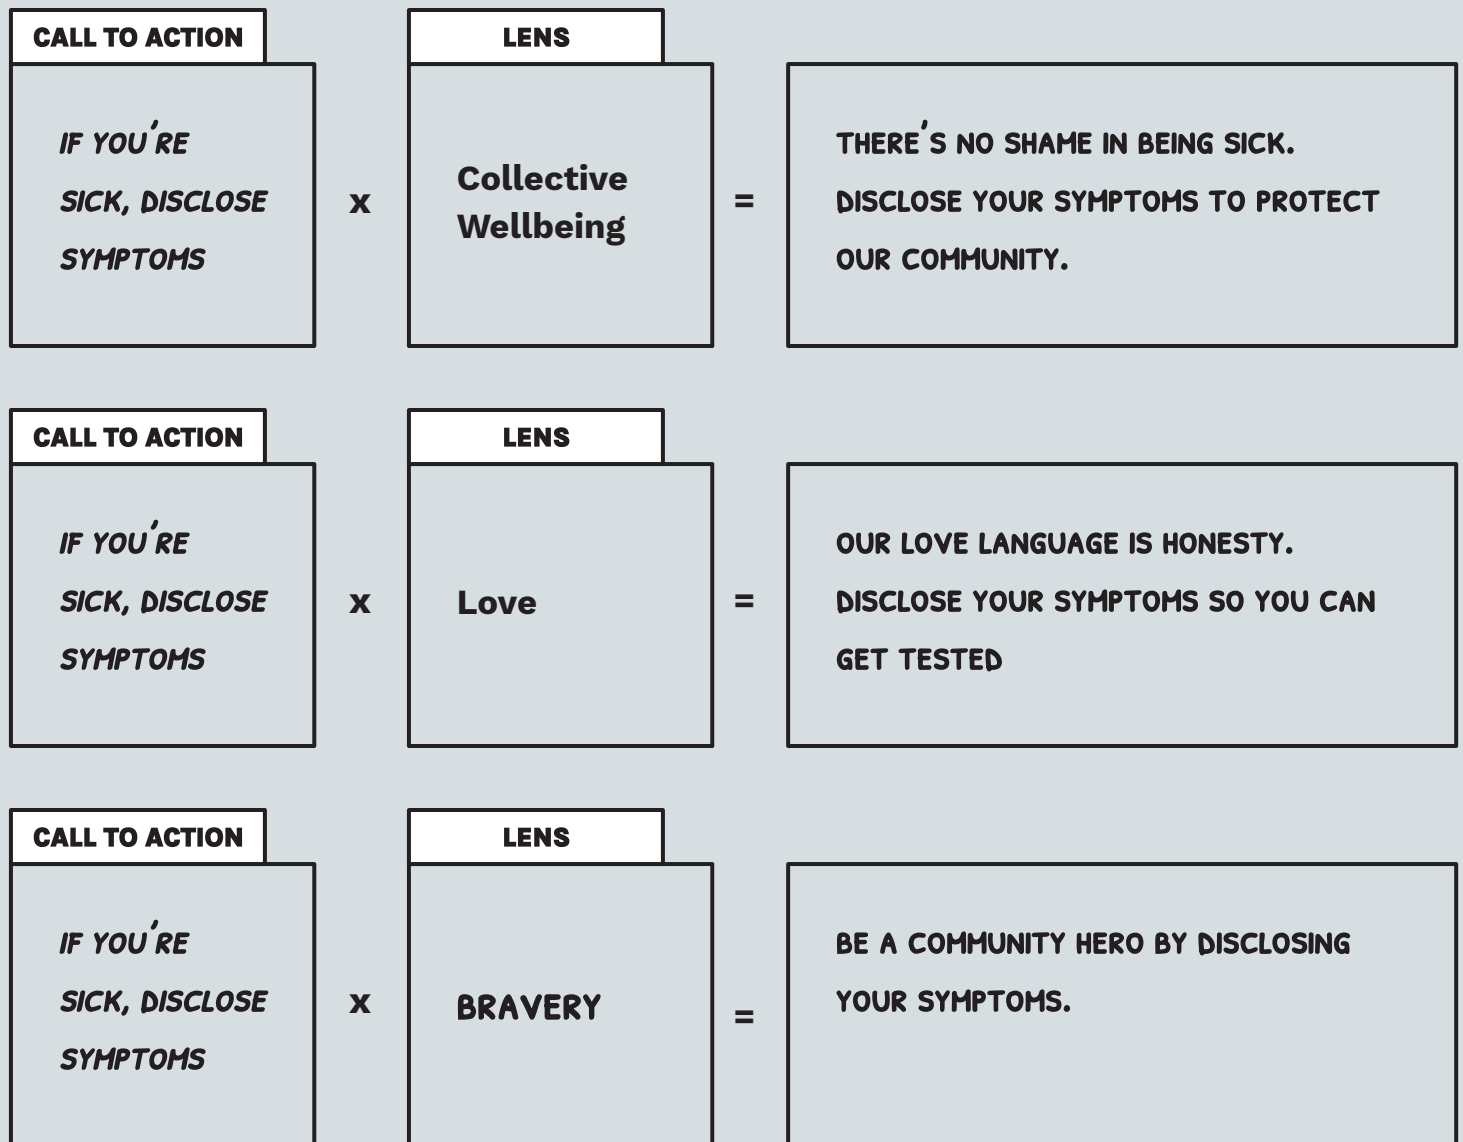 CALL TO ACTION
LENS
IF YOU'RE
SICK, DISCLOSE
SYMPTOMS
x
Collective
Wellbeing
=
THERE'S NO SHAME IN BEING SICK.
DISCLOSE YOUR SYMPTOMS TO PROTECT
OUR COMMUNITY.
CALL TO ACTION
LENS
IF YOU'RE
SICK, DISCLOSE
SYMPTOMS
x
Love
=
OUR LOVE LANGUAGE IS HONESTY.
DISCLOSE YOUR SYMPTOMS SO YOU CAN
GET TESTED
CALL TO ACTION
LENS
IF YOU'RE
SICK, DISCLOSE
SYMPTOMS
x
BRAVERY
=
BE A COMMUNITY HERO BY DISCLOSING
YOUR SYMPTOMS.